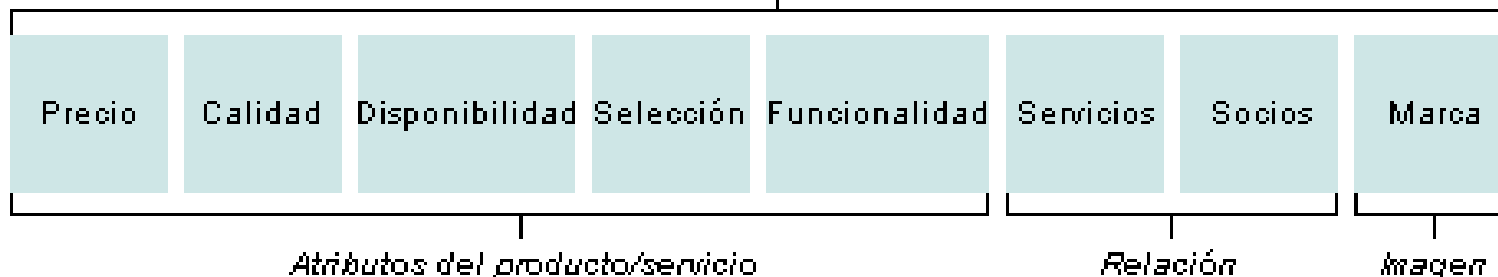 Precio Calidad Disponibilidad Selección Funcionalidad Servicios Socios Marca
Atributos del producto/servicio Relación Imagen